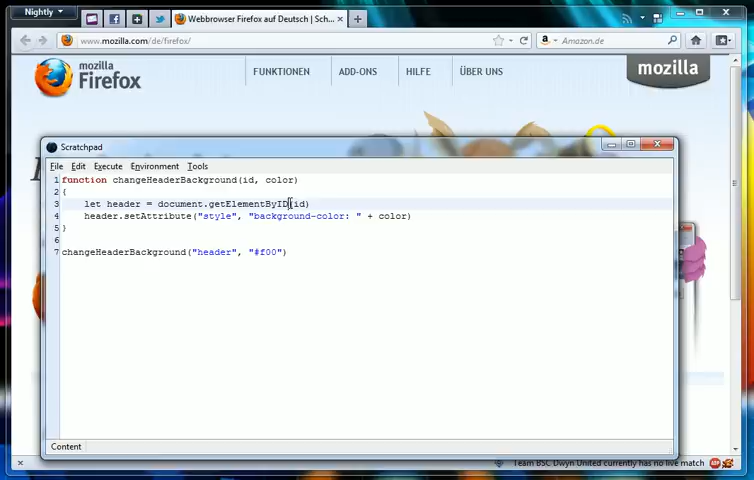 Nightly
Webbrowser Firefox auf Deutsch | Sch...
www.mozilla.com/de/firefox/
Amazon.de
mozilla
Firefox
FUNKTIONEN
ADD-ONS
HILFE
ÜBER UNS
mozilla
Scratchpad
File Edit Execute Environment Tools
1 function changeHeaderBackground(id, color)
2 {
3 let header = document.getElementByID(id)
4 header.setAttribute("style", "background-color: " + color)
5 }
6
7 changeHeaderBackground("header", "#f00")
Content
Team BSC Dwyn United currently has no live match